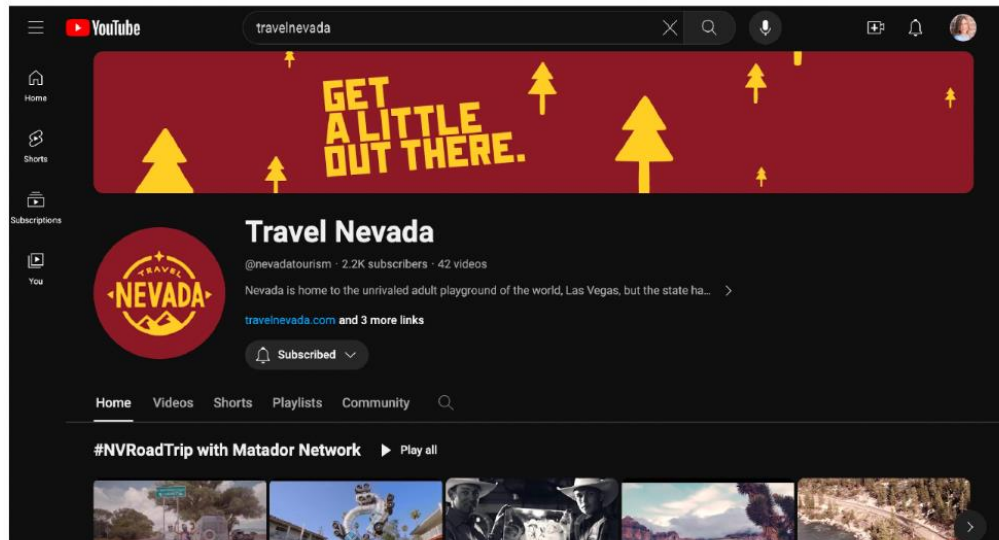 YouTube
travelnevada
Home
Shorts
Subscriptions
You
GET
A LITTLE
OUT THERE.
TRAVEL
NEVADA
Travel Nevada
@nevadatourism · 2.2K subscribers · 42 videos
Nevada is home to the unrivaled adult playground of the world, Las Vegas, but the state ha...
travelnevada.com and 3 more links
Subscribed
Home Videos Shorts Playlists Community
#NVRoadTrip with Matador Network Play all